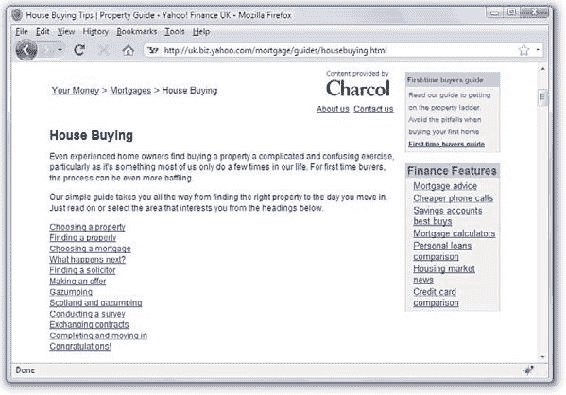 House Buying Tips | Property Guide - Yahoo! Finance UK - Mozilla Firefox
File Edit View History Bookmarks Tools Help
http://uk.biz.yahoo.com/mortgage/guides/housebuying.html
Your Money > Mortgages > House Buying
Content provided by
Charcol
About us Contact us
House Buying
Even experienced home owners find buying a property a complicated and confusing exercise,
particularly as it's something most of us only do a few times in our life. For first time buyers,
the process can be even more baffling.
Our simple guide takes you all the way from finding the right property to the day you move in.
Just read on or select the area that interests you from the headings below.
Choosing a property
Finding a property
Choosing a mortgage
What happens next?
Finding a solicitor
Making an offer
Gazumping
Scotland and gazumping
Conducting a survey
Exchanging contracts
Completing and moving in
Congratulations!
First-time buyers guide
Read our guide to getting
on the property ladder.
Avoid the pitfalls when
buying your first home
First-time buyers guide
Finance Features
Mortgage advice
Cheaper phone calls
Savings accounts
best buys
Mortgage calculators
Personal loans
comparison
Housing market
news
Credit card
comparison
Done